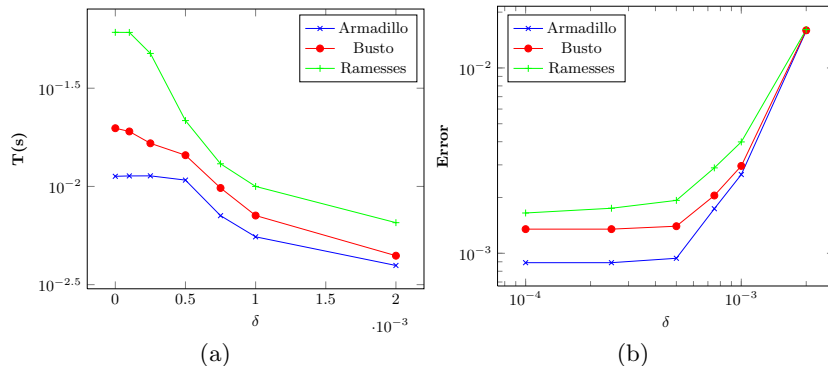 Armadillo
Busto
Ramesses
10^−1.5
10^−2
10^−2.5
T(s)
0 0.5 1 1.5 2
δ
·10^−3
(a)
Armadillo
Busto
Ramesses
10^−2
10^−3
Error
10^−4 10^−3
δ
(b)